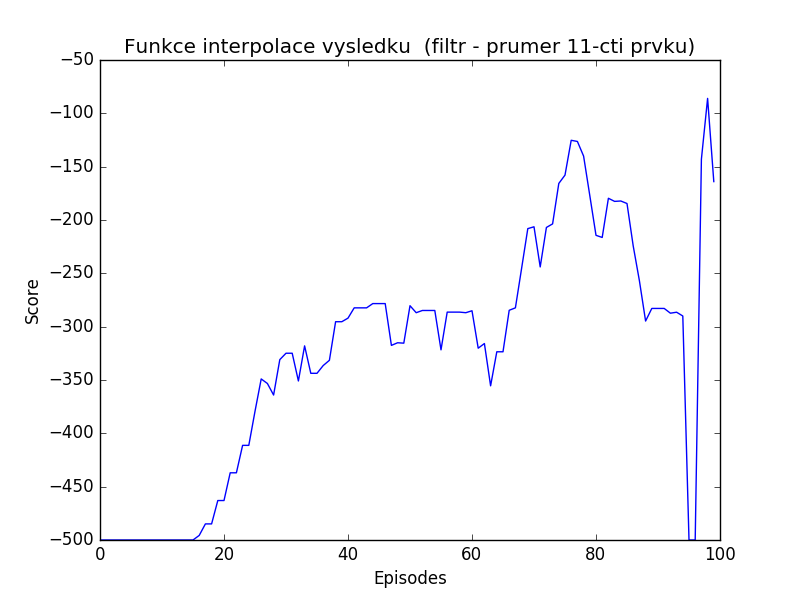 Funkce interpolace vysledku  (filtr - prumer 11-cti prvku)
−50
−100
−150
−200
−250
−300
−350
−400
−450
−500
Score
0 20 40 60 80 100
Episodes